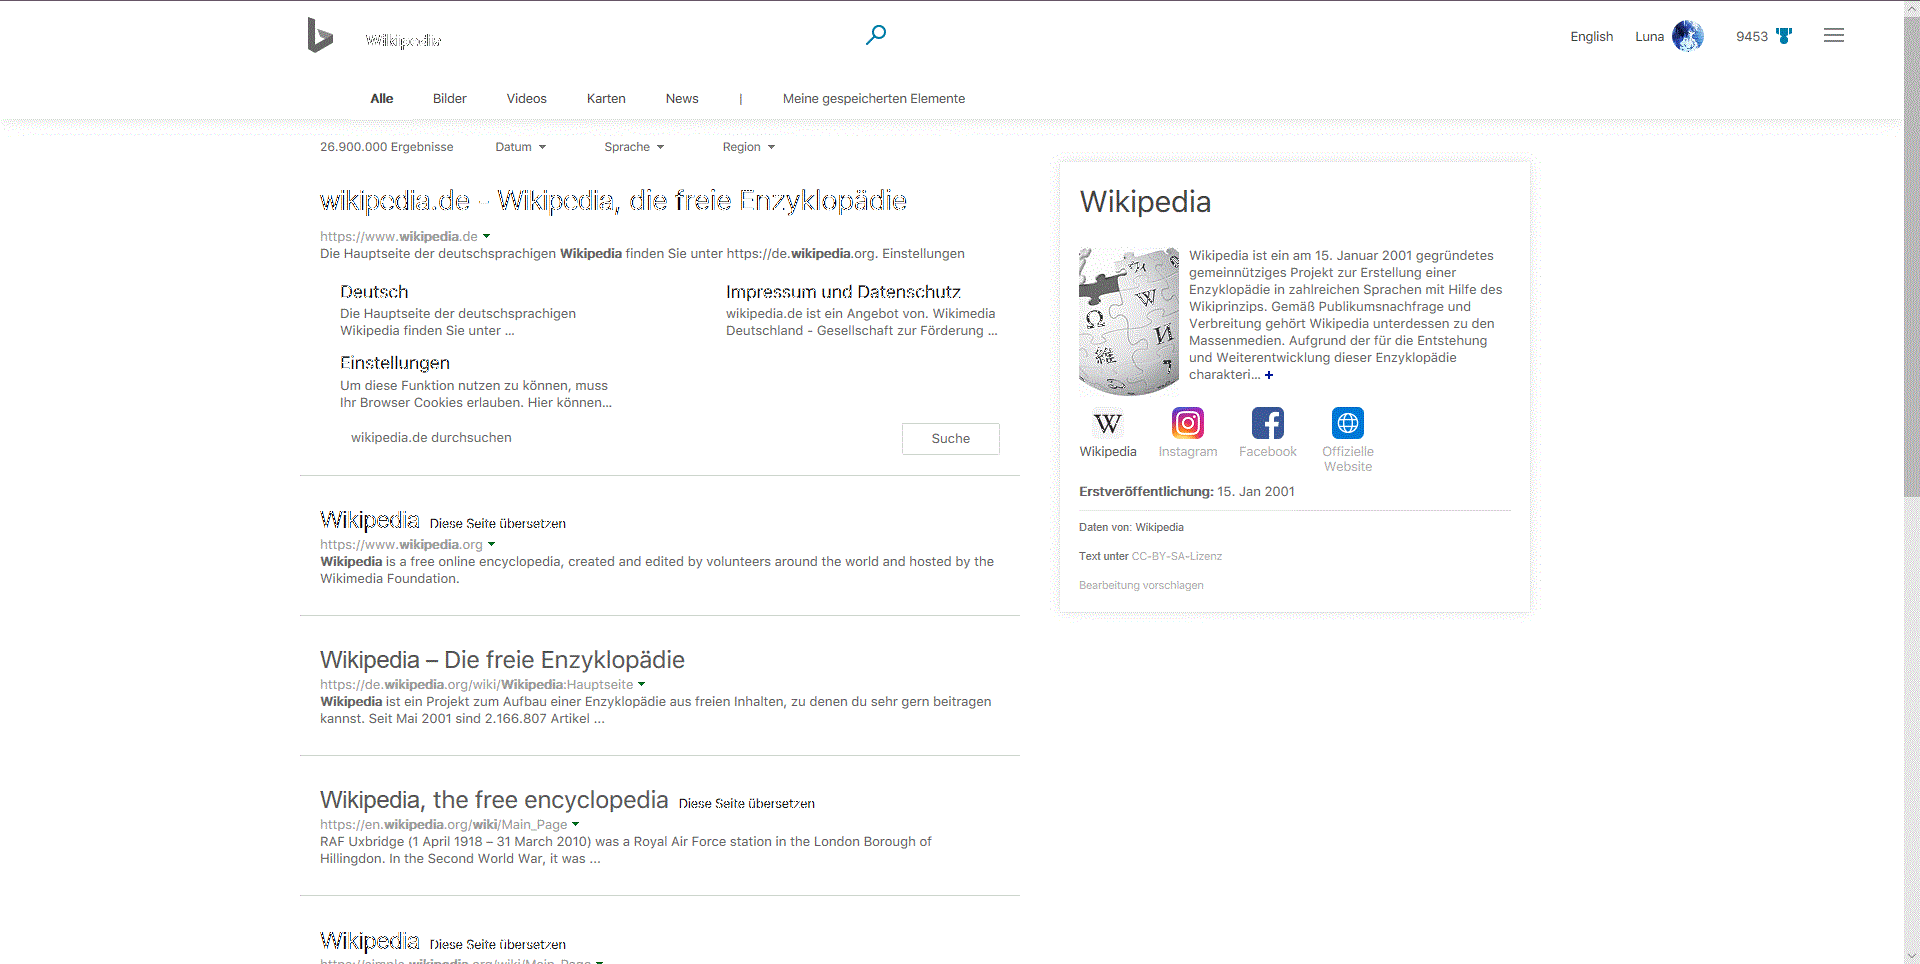 Wikipedia
English Luna 9453
Alle Bilder Videos Karten News | Meine gespeicherten Elemente
26.900.000 Ergebnisse Datum Sprache Region
wikipedia.de - Wikipedia, die freie Enzyklopädie
https://www.wikipedia.de
Die Hauptseite der deutschsprachigen Wikipedia finden Sie unter https://de.wikipedia.org. Einstellungen
Deutsch
Die Hauptseite der deutschsprachigen
Wikipedia finden Sie unter ...
Impressum und Datenschutz
wikipedia.de ist ein Angebot von. Wikimedia
Deutschland - Gesellschaft zur Förderung ...
Einstellungen
Um diese Funktion nutzen zu können, muss
Ihr Browser Cookies erlauben. Hier können...
wikipedia.de durchsuchen
Suche
Wikipedia Diese Seite übersetzen
https://www.wikipedia.org
Wikipedia is a free online encyclopedia, created and edited by volunteers around the world and hosted by the
Wikimedia Foundation.
Wikipedia – Die freie Enzyklopädie
https://de.wikipedia.org/wiki/Wikipedia:Hauptseite
Wikipedia ist ein Projekt zum Aufbau einer Enzyklopädie aus freien Inhalten, zu denen du sehr gern beitragen
kannst. Seit Mai 2001 sind 2.166.807 Artikel ...
Wikipedia, the free encyclopedia Diese Seite übersetzen
https://en.wikipedia.org/wiki/Main_Page
RAF Uxbridge (1 April 1918 – 31 March 2010) was a Royal Air Force station in the London Borough of
Hillingdon. In the Second World War, it was ...
Wikipedia Diese Seite übersetzen
https://simple.wikipedia.org/wiki/Main_Page
Wikipedia
Wikipedia ist ein am 15. Januar 2001 gegründetes
gemeinnütziges Projekt zur Erstellung einer
Enzyklopädie in zahlreichen Sprachen mit Hilfe des
Wikiprinzips. Gemäß Publikumsnachfrage und
Verbreitung gehört Wikipedia unterdessen zu den
Massenmedien. Aufgrund der für die Entstehung
und Weiterentwicklung dieser Enzyklopädie
charakteri... +
Ω W И 維
W
Wikipedia Instagram Facebook Offizielle
Website
Erstveröffentlichung: 15. Jan 2001
Daten von: Wikipedia
Text unter CC-BY-SA-Lizenz
Bearbeitung vorschlagen